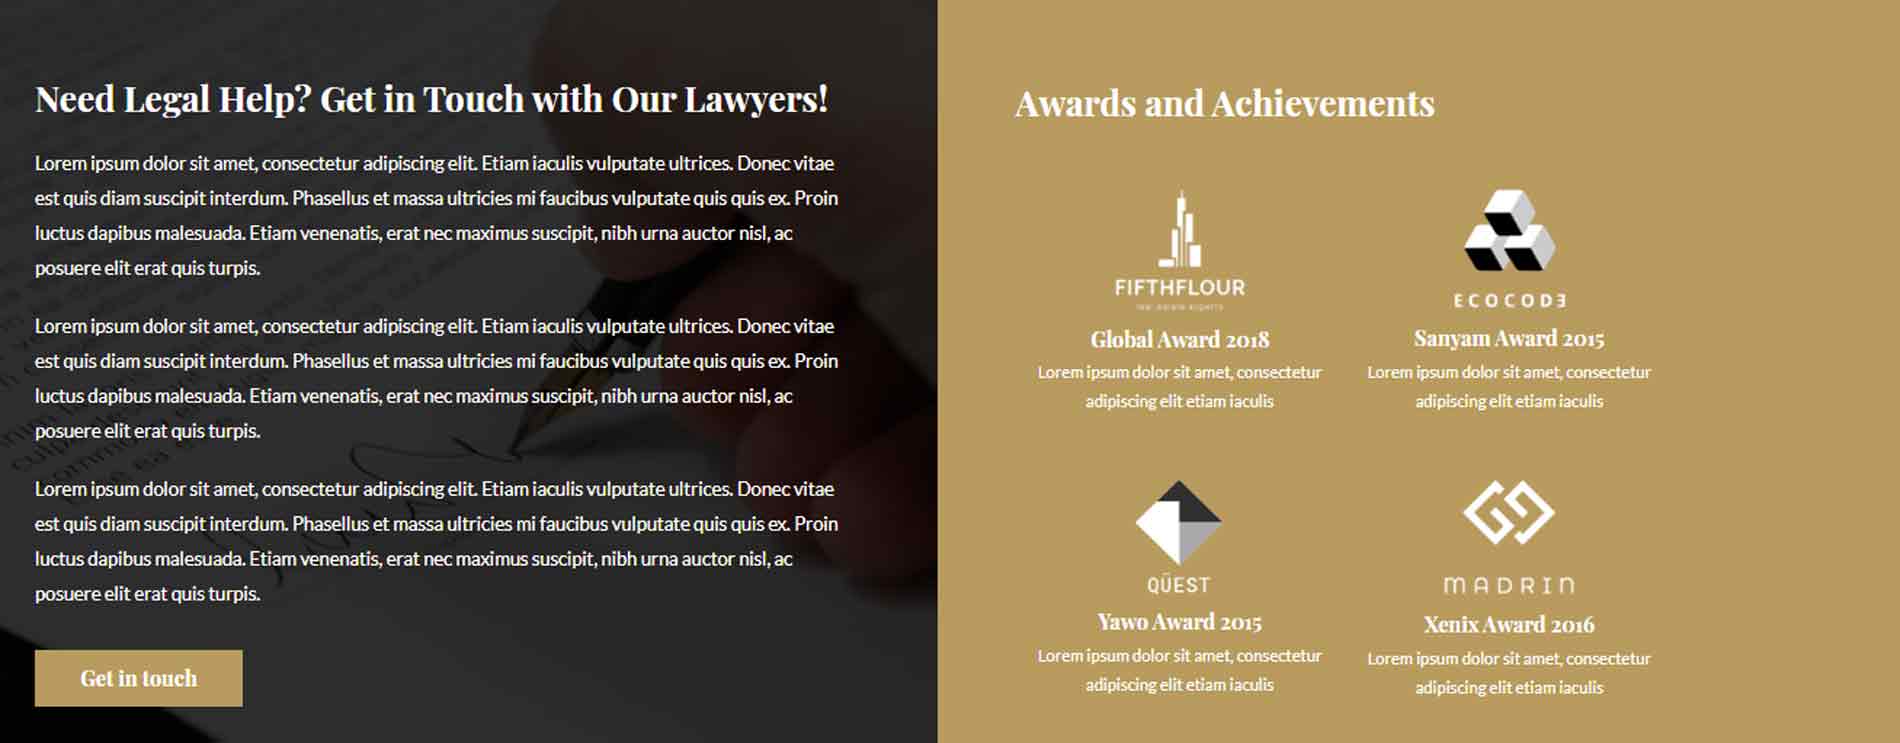 Need Legal Help? Get in Touch with Our Lawyers!
Lorem ipsum dolor sit amet, consectetur adipiscing elit. Etiam iaculis vulputate ultrices. Donec vitae
est quis diam suscipit interdum. Phasellus et massa ultricies mi faucibus vulputate quis quis ex. Proin
luctus dapibus malesuada. Etiam venenatis, erat nec maximus suscipit, nibh urna auctor nisl, ac
posuere elit erat quis turpis.
Lorem ipsum dolor sit amet, consectetur adipiscing elit. Etiam iaculis vulputate ultrices. Donec vitae
est quis diam suscipit interdum. Phasellus et massa ultricies mi faucibus vulputate quis quis ex. Proin
luctus dapibus malesuada. Etiam venenatis, erat nec maximus suscipit, nibh urna auctor nisl, ac
posuere elit erat quis turpis.
Lorem ipsum dolor sit amet, consectetur adipiscing elit. Etiam iaculis vulputate ultrices. Donec vitae
est quis diam suscipit interdum. Phasellus et massa ultricies mi faucibus vulputate quis quis ex. Proin
luctus dapibus malesuada. Etiam venenatis, erat nec maximus suscipit, nibh urna auctor nisl, ac
posuere elit erat quis turpis.
Get in touch
Awards and Achievements
FIFTHFLOUR
real estate experts
Global Award 2018
Lorem ipsum dolor sit amet, consectetur
adipiscing elit etiam iaculis
ECOCODE
Sanyam Award 2015
Lorem ipsum dolor sit amet, consectetur
adipiscing elit etiam iaculis
QÜEST
Yawo Award 2015
Lorem ipsum dolor sit amet, consectetur
adipiscing elit etiam iaculis
MADRIN
Xenix Award 2016
Lorem ipsum dolor sit amet, consectetur
adipiscing elit etiam iaculis